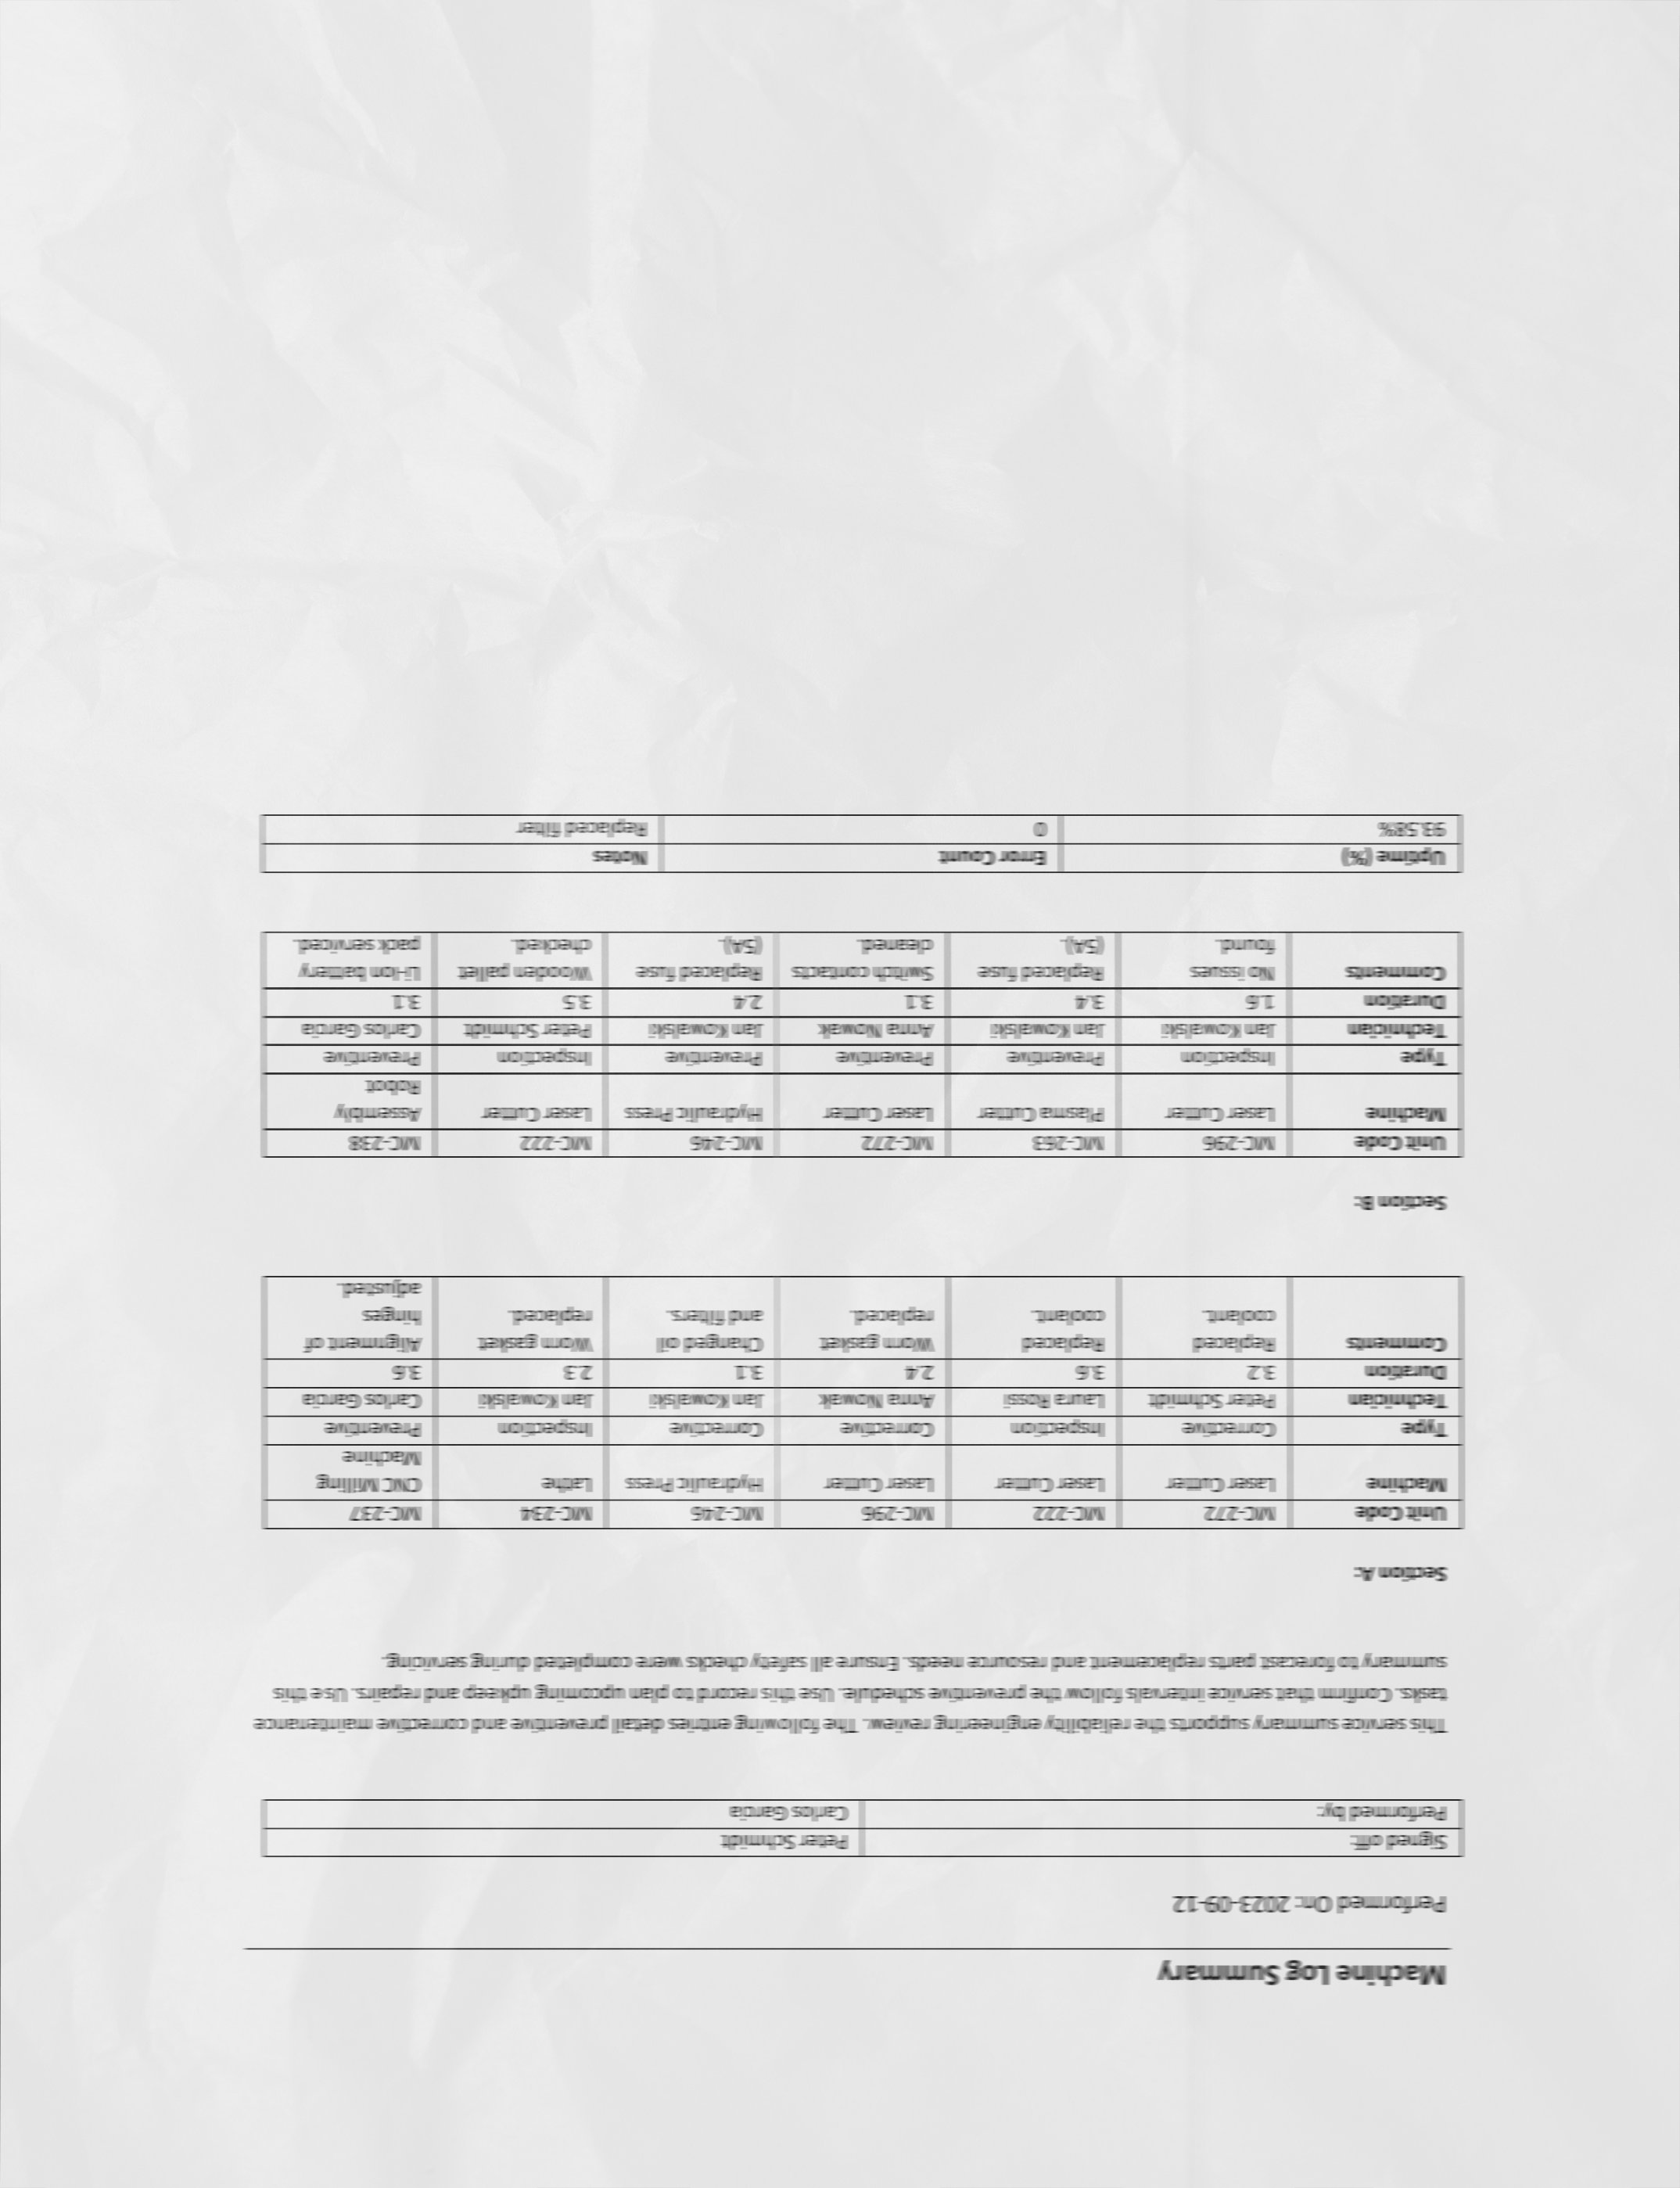 Machine Log Summary
Performed On: 2023-09-12
Signed off: Peter Schmidt
Performed by: Carlos Garcia
This service summary supports the reliability engineering review. The following entries detail preventive and corrective maintenance
tasks. Confirm that service intervals follow the preventive schedule. Use this record to plan upcoming upkeep and repairs. Use this
summary to forecast parts replacement and resource needs. Ensure all safety checks were completed during servicing.
Section A:
Unit Code MC-272 MC-222 MC-296 MC-246 MC-234 MC-237
Machine Laser Cutter Laser Cutter Laser Cutter Hydraulic Press Lathe CNC Milling
Machine
Type Corrective Inspection Corrective Corrective Inspection Preventive
Technician Peter Schmidt Laura Rossi Anna Nowak Jan Kowalski Jan Kowalski Carlos Garcia
Duration 3.2 3.6 2.4 3.1 2.3 3.6
Comments Replaced Replaced Worn gasket Changed oil Worn gasket Alignment of
coolant. coolant. replaced. and filters. replaced. hinges
adjusted.
Section B:
Unit Code MC-296 MC-263 MC-272 MC-246 MC-222 MC-238
Machine Laser Cutter Plasma Cutter Laser Cutter Hydraulic Press Laser Cutter Assembly
Robot
Type Inspection Preventive Preventive Preventive Inspection Preventive
Technician Jan Kowalski Jan Kowalski Anna Nowak Jan Kowalski Peter Schmidt Carlos Garcia
Duration 1.6 3.4 3.1 2.4 3.5 3.1
Comments No issues Replaced fuse Switch contacts Replaced fuse Wooden pallet Li-Ion battery
found. (5A). cleaned. (5A). checked. pack serviced.
Uptime (%) Error Count Notes
93.58% 0 Replaced filter